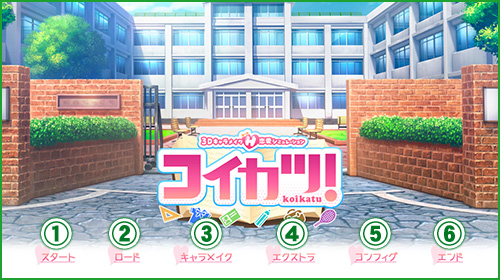 3Dキャラメイク H 恋愛シミュレーション
コイカツ!
koikatu
① ② ③ ④ ⑤ ⑥
スタート ロード キャラメイク エクストラ コンフィグ エンド